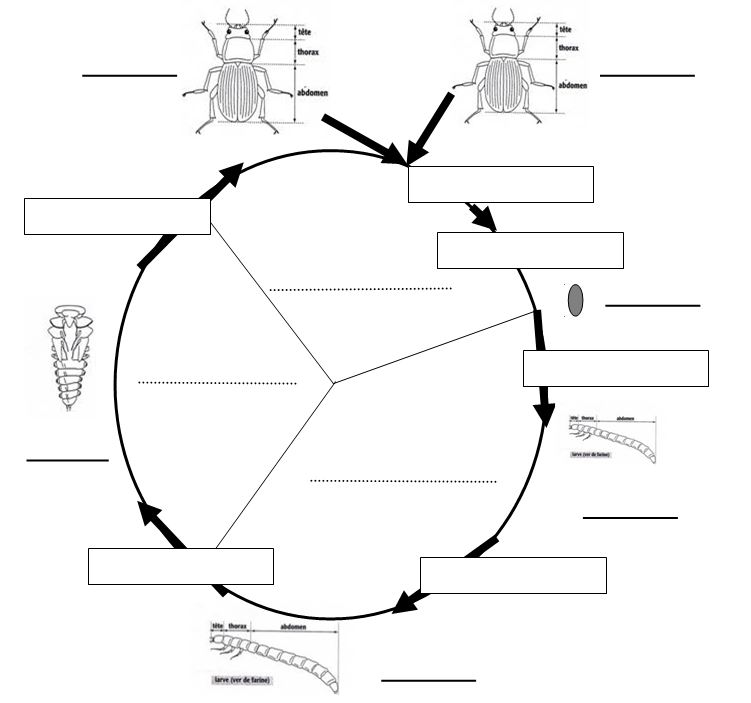 tête
thorax
abdomen
tête
thorax
abdomen
tête thorax abdomen
larve (ver de farine)
tête thorax abdomen
larve (ver de farine)